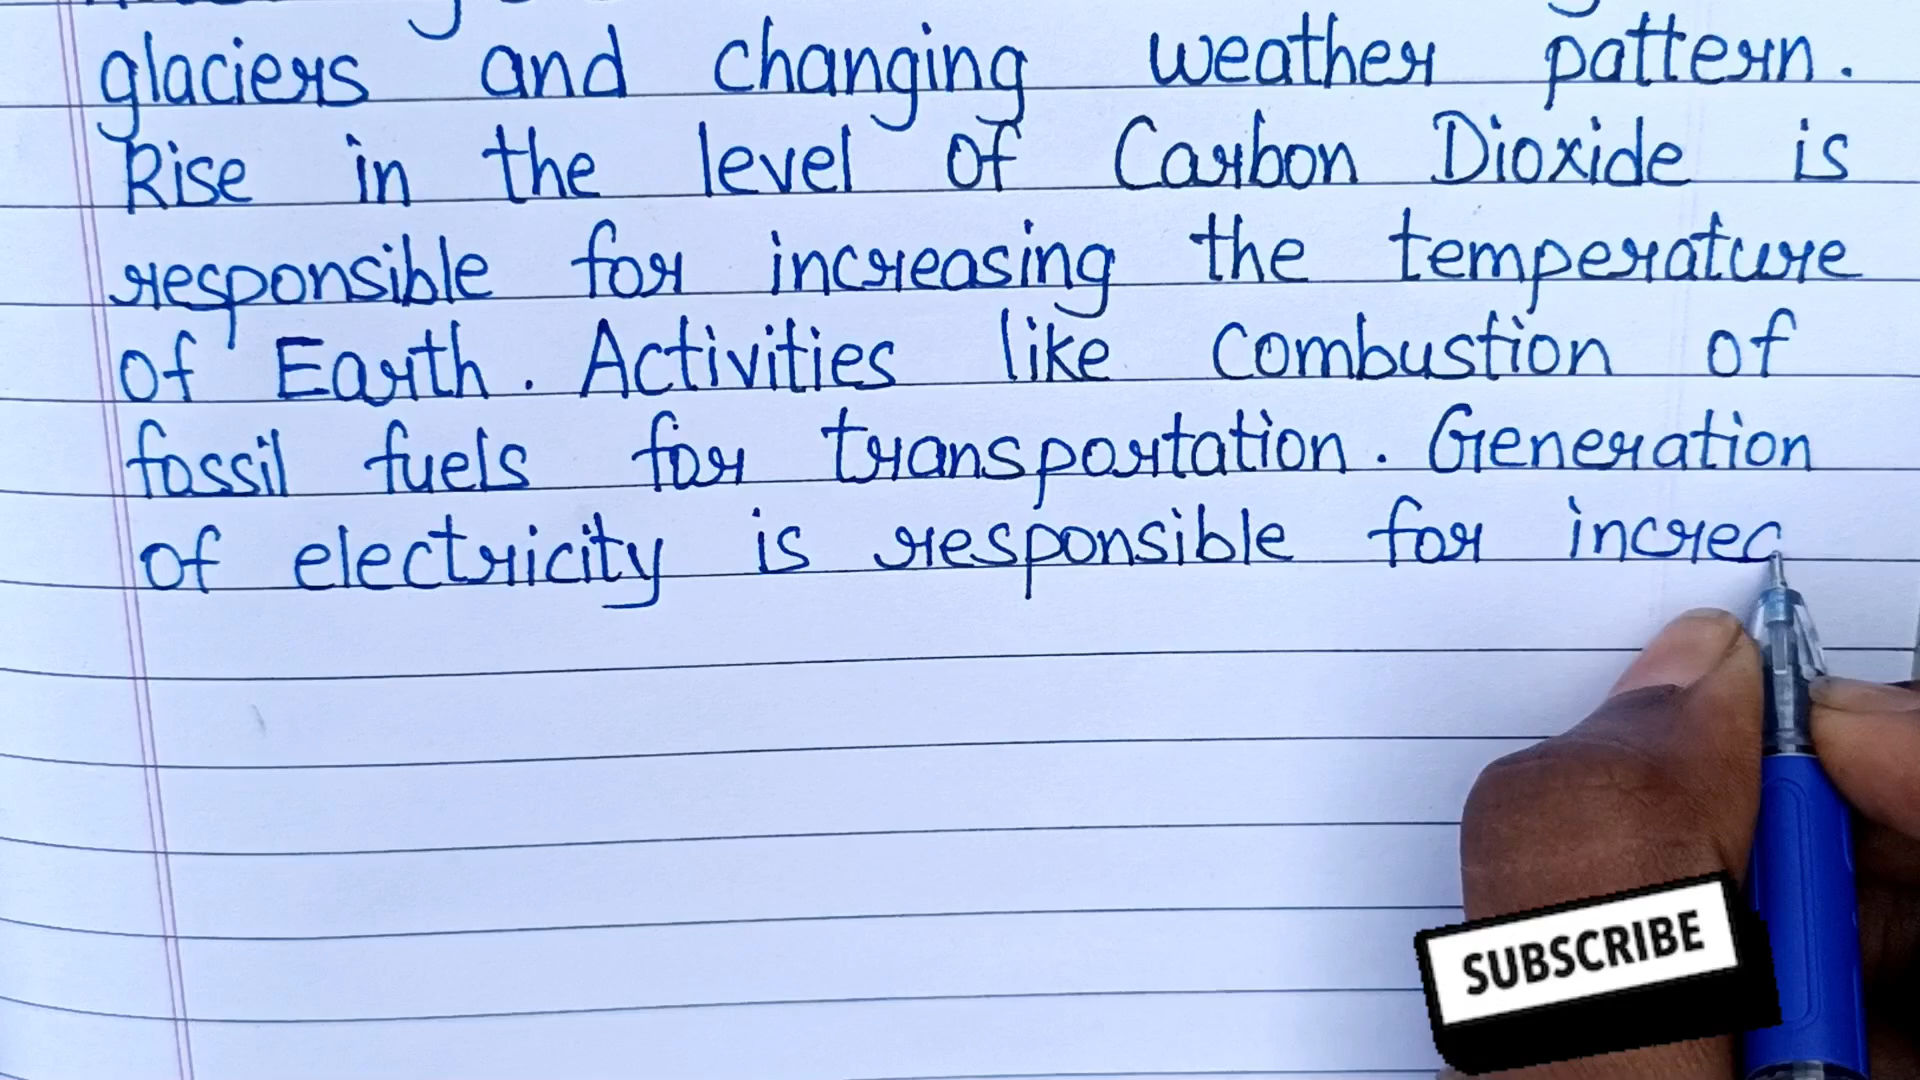 glaciers and changing weather pattern.
Rise in the level of Carbon Dioxide is
responsible for increasing the temperature
of Earth. Activities like combustion of
fossil fuels for transportation. Generation
of electricity is responsible for increa
SUBSCRIBE